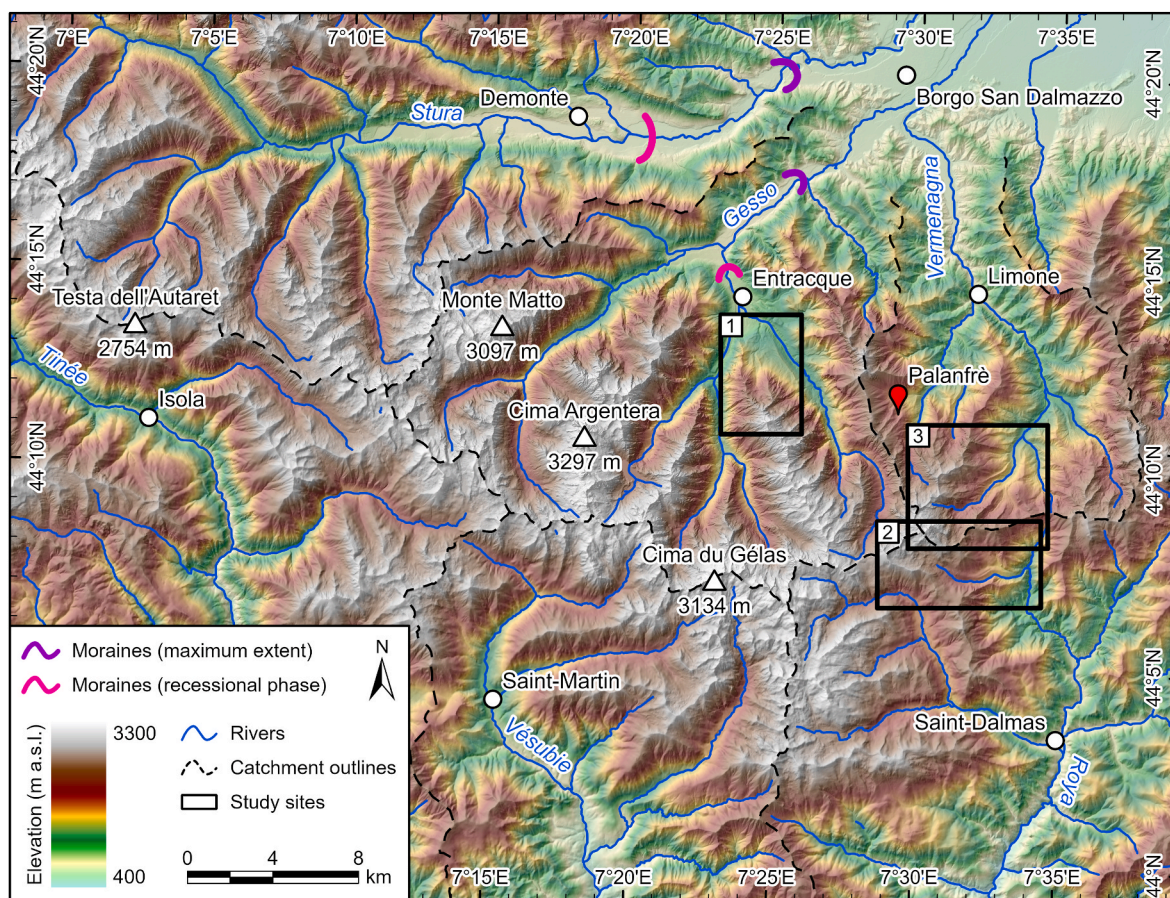 7°E 7°5'E 7°10'E 7°15'E 7°20'E 7°25'E 7°30'E 7°35'E
44°20'N
44°20'N
Demonte
Borgo San Dalmazzo
Stura
Gesso
Vermenagna
44°15'N
44°15'N
Entracque
Limone
Testa dell'Autaret
2754 m
Monte Matto
3097 m
1
Tinée
Isola
Palanfrè
Cima Argentera
3297 m
3
44°10'N
44°10'N
2
Cima du Gélas
3134 m
Saint-Martin
44°5'N
Saint-Dalmas
Vésubie
Roya
44°N
7°15'E 7°20'E 7°25'E 7°30'E 7°35'E
Moraines (maximum extent)
Moraines (recessional phase)
N
Elevation (m a.s.l.)
3300
400
Rivers
Catchment outlines
Study sites
0 4 8
km